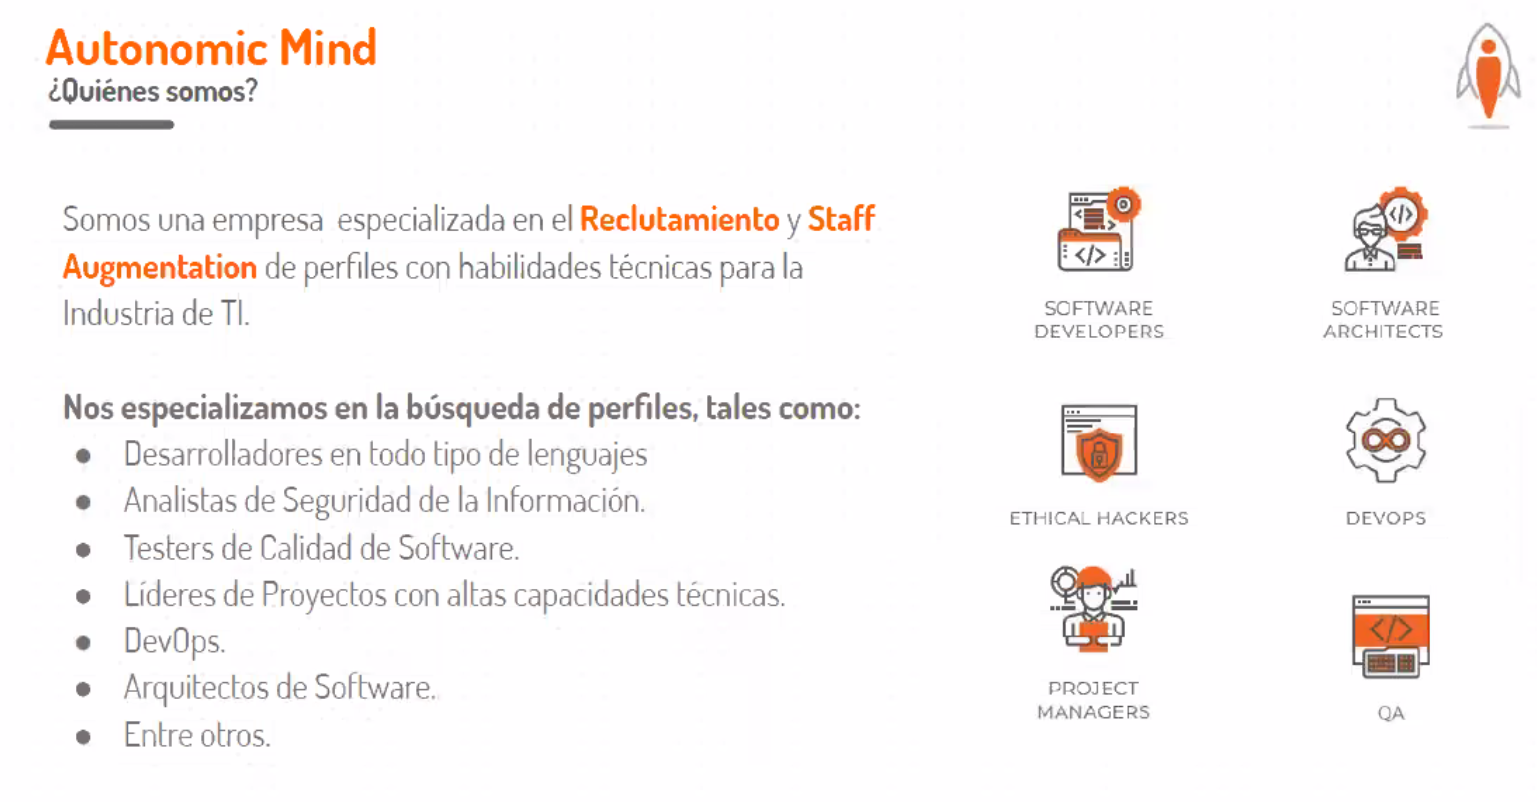 Autonomic Mind
¿Quiénes somos?
Somos una empresa especializada en el Reclutamiento y Staff
Augmentation de perfiles con habilidades técnicas para la
Industria de TI.
Nos especializamos en la búsqueda de perfiles, tales como:
● Desarrolladores en todo tipo de lenguajes
● Analistas de Seguridad de la Información.
● Testers de Calidad de Software.
● Líderes de Proyectos con altas capacidades técnicas.
● DevOps.
● Arquitectos de Software.
● Entre otros.
SOFTWARE
DEVELOPERS
SOFTWARE
ARCHITECTS
ETHICAL HACKERS
DEVOPS
PROJECT
MANAGERS
QA